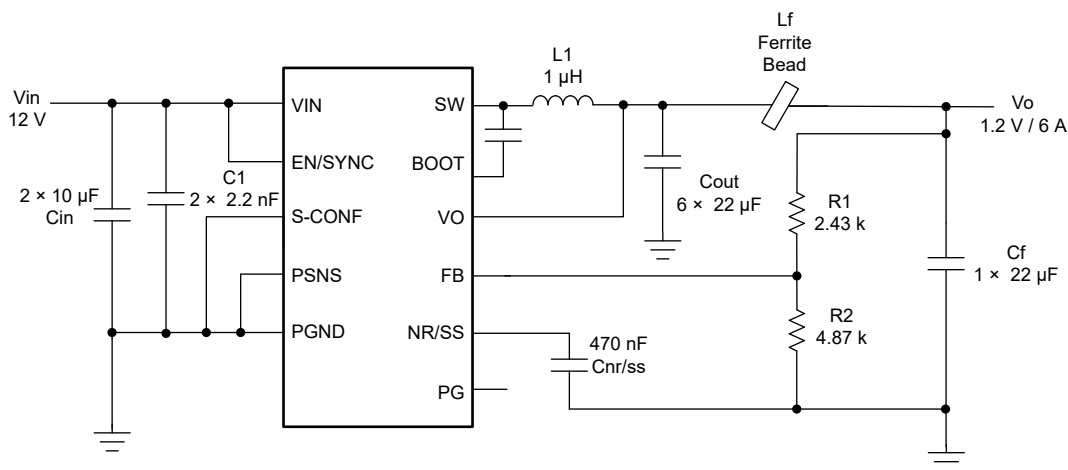 Lf
Ferrite
Bead
L1
1 µH
Vin
12 V
VIN
SW
Vo
1.2 V / 6 A
EN/SYNC
BOOT
C1
2 × 2.2 nF
2 × 10 µF
Cin
Cout
6 × 22 µF
R1
2.43 k
S-CONF
VO
PSNS
FB
Cf
1 × 22 µF
PGND
NR/SS
R2
4.87 k
470 nF
Cnr/ss
PG